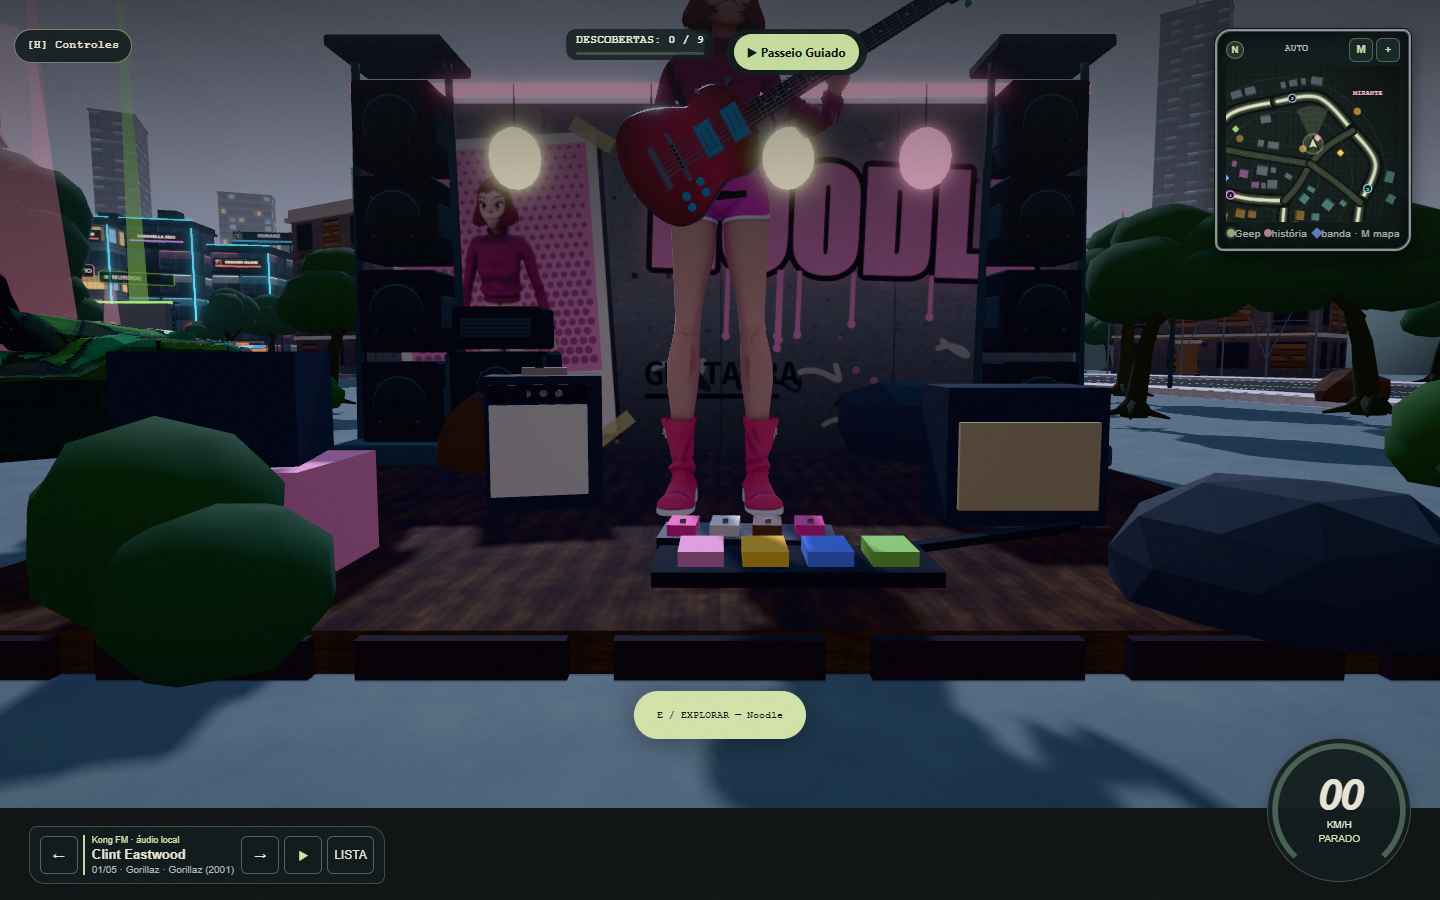 [H] Controles
DESCOBERTAS: 0 / 9
▶ Passeio Guiado
N
AUTO
M
+
MIRANTE
Geep história banda · M mapa
E / EXPLORAR — Noodle
←
Kong FM · áudio local
Clint Eastwood
01/05 · Gorillaz · Gorillaz (2001)
→
▶
LISTA
00
KM/H
PARADO